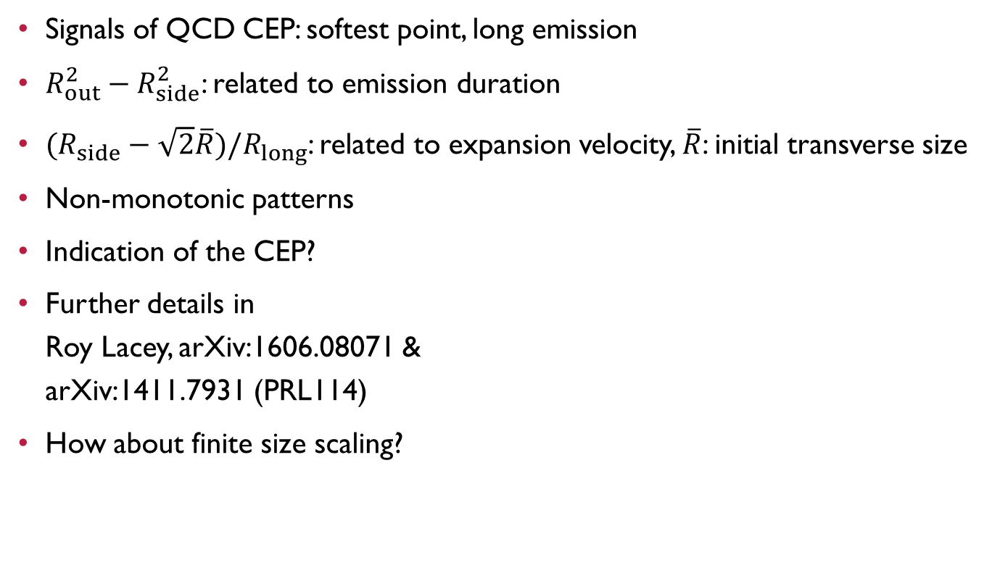 • Signals of QCD CEP: softest point, long emission
• R²out − R²side: related to emission duration
• (Rside − √2R̄)/Rlong: related to expansion velocity, R̄: initial transverse size
• Non-monotonic patterns
• Indication of the CEP?
• Further details in
Roy Lacey, arXiv:1606.08071 &
arXiv:1411.7931 (PRL114)
• How about finite size scaling?